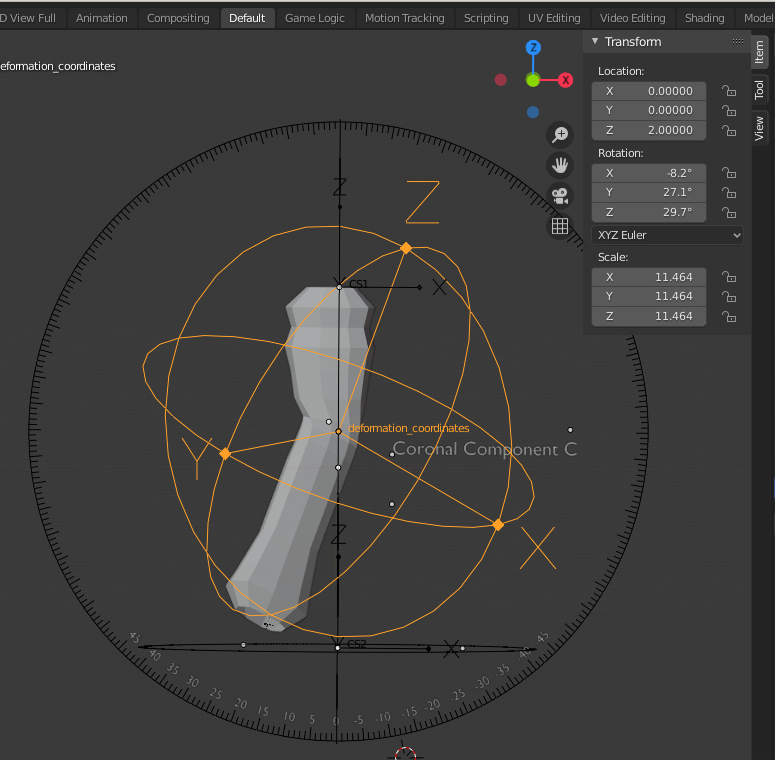 D View Full Animation Compositing Default Game Logic Motion Tracking Scripting UV Editing Video Editing Shading Model
eformation_coordinates
Transform
Location:
X 0.00000
Y 0.00000
Z 2.00000
Rotation:
X -8.2°
Y 27.1°
Z 29.7°
XYZ Euler
Scale:
X 11.464
Y 11.464
Z 11.464
Item
Tool
View
Z
X
Z
Z
CS1
X
deformation_coordinates
Coronal Component C
Y
Z
X
CS2
X
45 40 35 30 25 20 15 10 5 0 -5 -10 -15 -20 -25 -30 -35 -40 -45